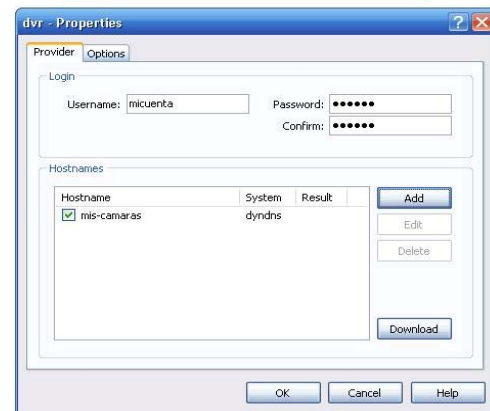 dvr - Properties
Provider Options
Login
Username: micuenta Password: ●●●●●●
Confirm: ●●●●●●
Hostnames
Hostname System Result
mis-camaras dyndns
Add
Edit
Delete
Download
OK Cancel Help